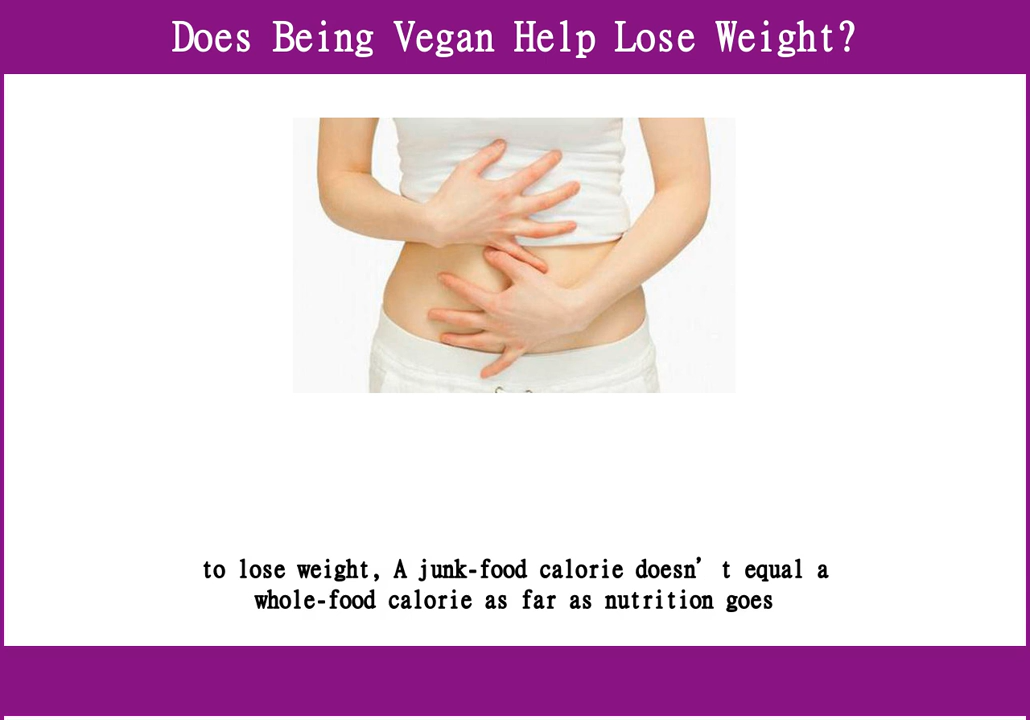 Does Being Vegan Help Lose Weight?
to lose weight, A junk-food calorie doesn’t equal a
whole-food calorie as far as nutrition goes